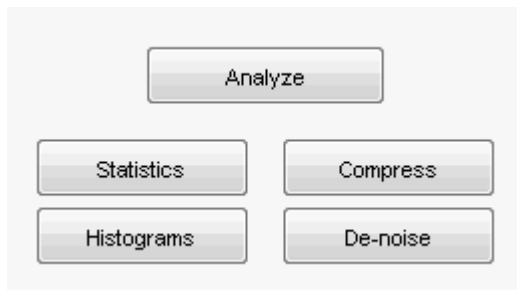 Analyze
Statistics
Compress
Histograms
De-noise